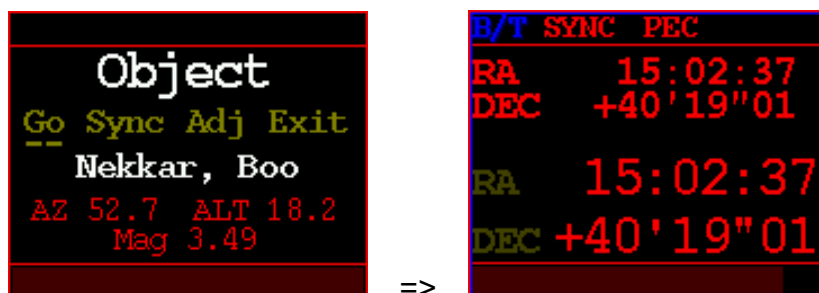 Object
Go Sync Adj Exit
Nekkar, Boo
AZ 52.7 ALT 18.2
Mag 3.49
=>
B/T SYNC PEC
RA 15:02:37
DEC +40'19"01
RA 15:02:37
DEC +40'19"01